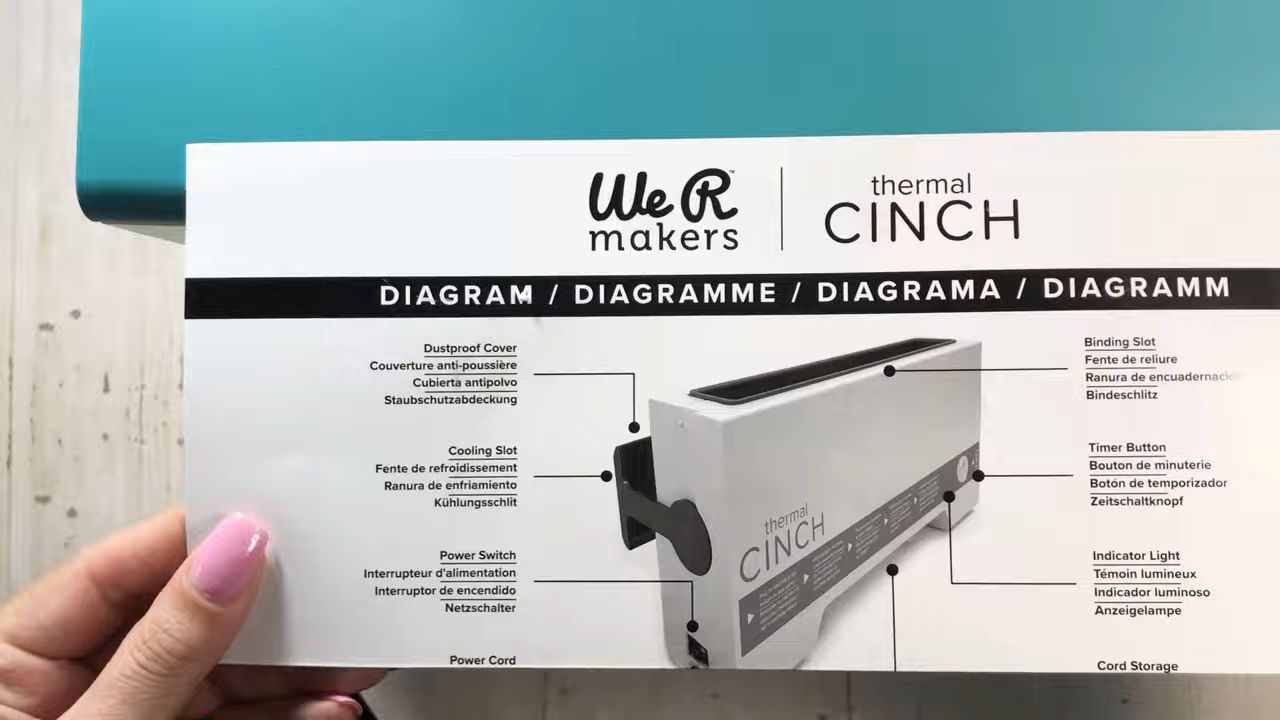 We R™
makers
thermal
CINCH
DIAGRAM / DIAGRAMME / DIAGRAMA / DIAGRAMM
Dustproof Cover
Couverture anti-poussière
Cubierta antipolvo
Staubschutzabdeckung
Cooling Slot
Fente de refroidissement
Ranura de enfriamiento
Kühlungsschlit
Power Switch
Interrupteur d'alimentation
Interruptor de encendido
Netzschalter
Power Cord
thermal
CINCH
Binding Slot
Fente de reliure
Ranura de
Bindeschlitz
Timer Button
Bouton de minuterie
Botón de temporizador
Zeitschaltknopf
Indicator Light
Témoin lumineux
Indicador luminoso
Anzeigelampe
Cord Storage